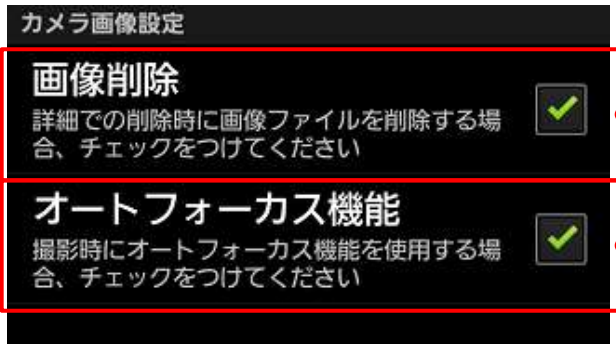 カメラ画像設定
画像削除
詳細での削除時に画像ファイルを削除する場
合、チェックをつけてください
オートフォーカス機能
撮影時にオートフォーカス機能を使用する場
合、チェックをつけてください